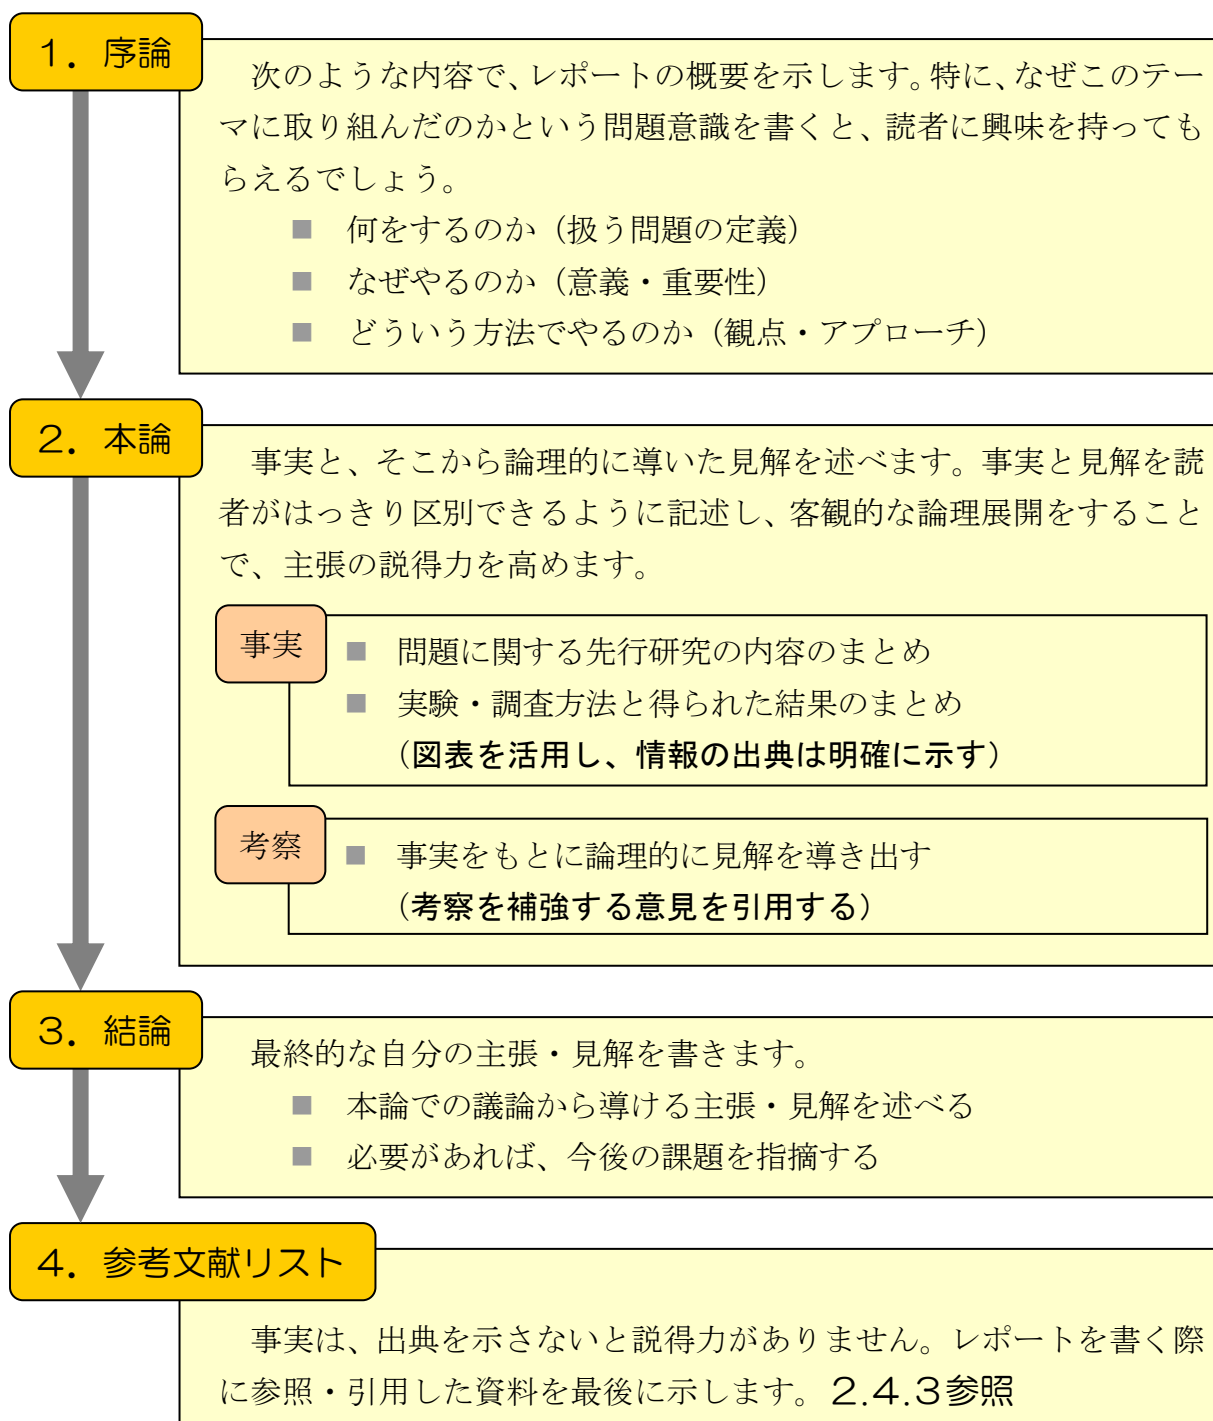 １．序論
次のような内容で、レポートの概要を示します。特に、なぜこのテー
マに取り組んだのかという問題意識を書くと、読者に興味を持っても
らえるでしょう。
■ 何をするのか（扱う問題の定義）
■ なぜやるのか（意義・重要性）
■ どういう方法でやるのか（観点・アプローチ）
２．本論
事実と、そこから論理的に導いた見解を述べます。事実と見解を読
者がはっきり区別できるように記述し、客観的な論理展開をすること
で、主張の説得力を高めます。
事実
■ 問題に関する先行研究の内容のまとめ
■ 実験・調査方法と得られた結果のまとめ
（図表を活用し、情報の出典は明確に示す）
考察
■ 事実をもとに論理的に見解を導き出す
（考察を補強する意見を引用する）
３．結論
最終的な自分の主張・見解を書きます。
■ 本論での議論から導ける主張・見解を述べる
■ 必要があれば、今後の課題を指摘する
４．参考文献リスト
事実は、出典を示さないと説得力がありません。レポートを書く際
に参照・引用した資料を最後に示します。２.４.３参照